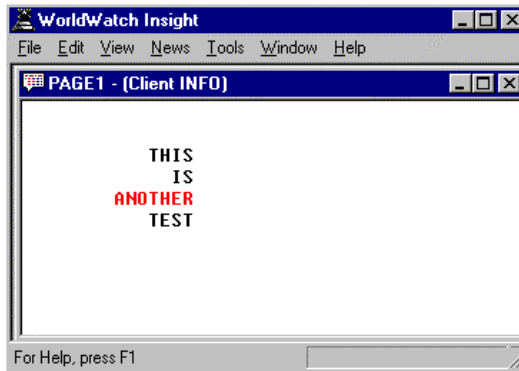 WorldWatch Insight
File Edit View News Tools Window Help
PAGE1 - (Client INFO)
THIS
IS
ANOTHER
TEST
For Help, press F1